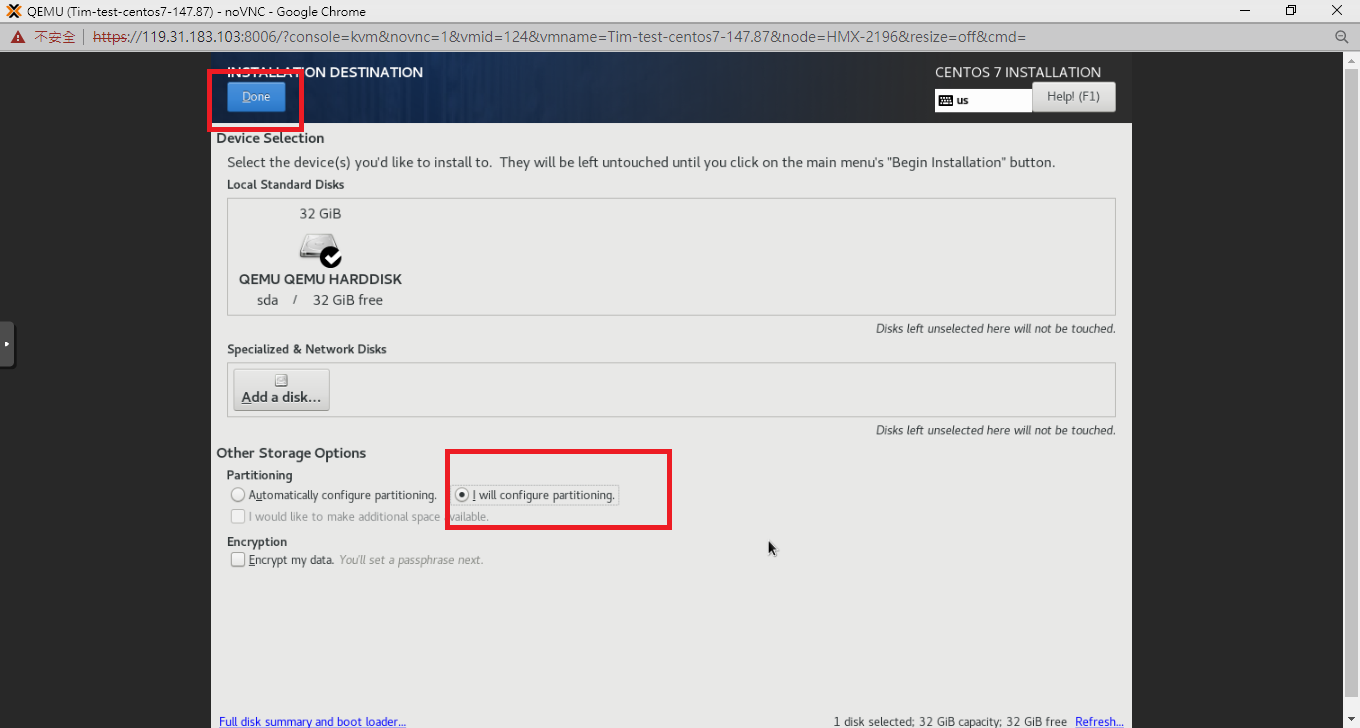 QEMU (Tim-test-centos7-147.87) - noVNC - Google Chrome
不安全 https://119.31.183.103:8006/?console=kvm&novnc=1&vmid=124&vmname=Tim-test-centos7-147.87&node=HMX-2196&resize=off&cmd=
INSTALLATION DESTINATION
CENTOS 7 INSTALLATION
Done
us
Help! (F1)
Device Selection
Select the device(s) you'd like to install to. They will be left untouched until you click on the main menu's "Begin Installation" button.
Local Standard Disks
32 GiB
QEMU QEMU HARDDISK
sda / 32 GiB free
Disks left unselected here will not be touched.
Specialized & Network Disks
Add a disk...
Disks left unselected here will not be touched.
Other Storage Options
Partitioning
Automatically configure partitioning. I will configure partitioning.
I would like to make additional space available.
Encryption
Encrypt my data. You'll set a passphrase next.
Full disk summary and boot loader... 1 disk selected; 32 GiB capacity; 32 GiB free Refresh...